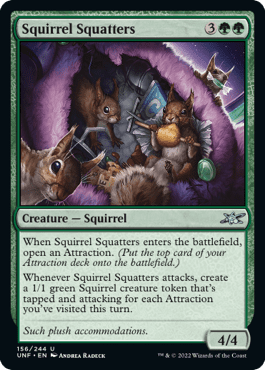 Squirrel Squatters 3
Creature — Squirrel
When Squirrel Squatters enters the battlefield,
open an Attraction. (Put the top card of your
Attraction deck onto the battlefield.)
Whenever Squirrel Squatters attacks, create
a 1/1 green Squirrel creature token that's
tapped and attacking for each Attraction
you've visited this turn.
Such plush accommodations.
4/4
156/244 U
UNF • EN Andrea Radeck
™ & © 2022 Wizards of the Coast